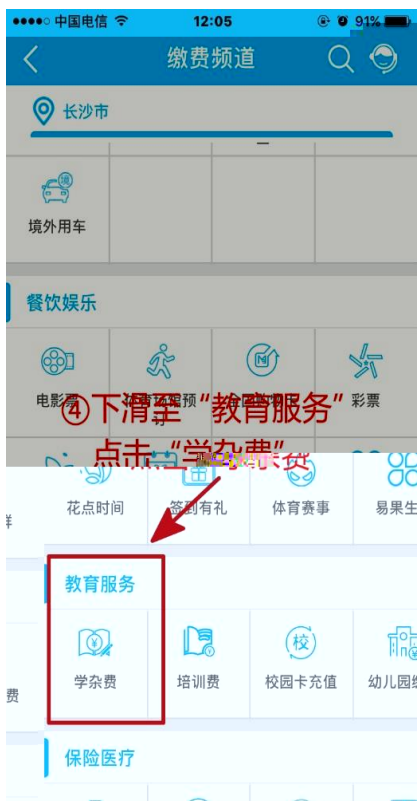 中国电信 12:05 91%
缴费频道
长沙市
境外用车
餐饮娱乐
电影票 彩票
④下滑至“教育服务”
点击“学杂费”
花点时间 签到有礼 体育赛事 易果生
教育服务
费 学杂费 培训费 校园卡充值 幼儿园
保险医疗